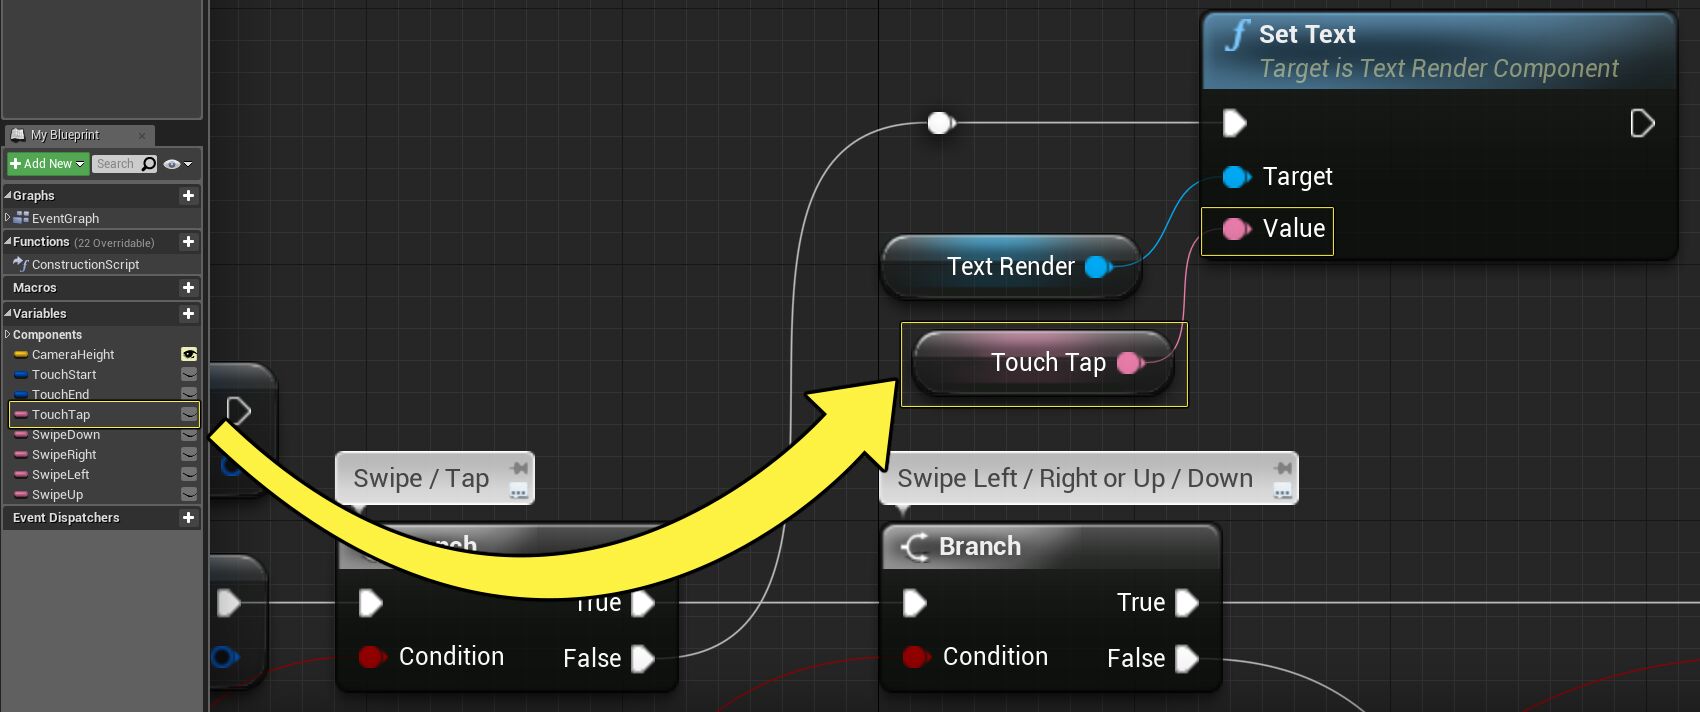 My Blueprint
Add New
Search
Graphs
EventGraph
Functions (22 Overridable)
ConstructionScript
Macros
Variables
Components
CameraHeight
TouchStart
TouchEnd
TouchTap
SwipeDown
SwipeRight
SwipeLeft
SwipeUp
Event Dispatchers
Set Text
Target is Text Render Component
Target
Value
Text Render
Touch Tap
Swipe / Tap
Swipe Left / Right or Up / Down
Branch
True
Condition
False
Branch
True
Condition
False